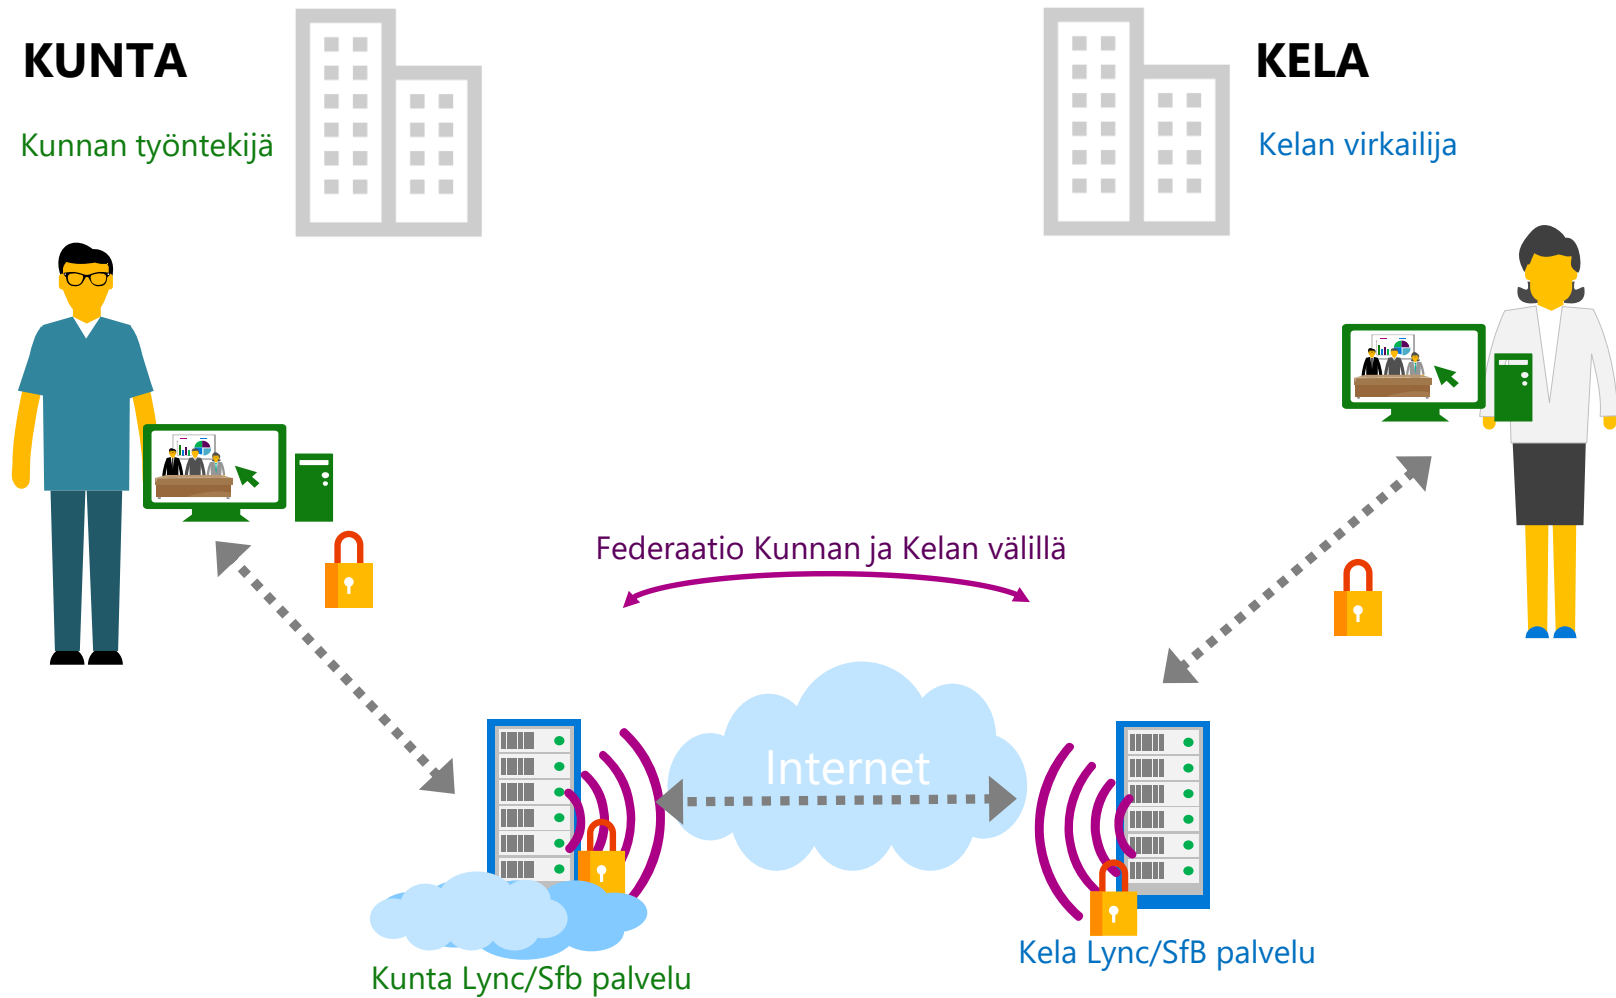 KUNTA
KELA
Kunnan työntekijä
Kelan virkailija
Federaatio Kunnan ja Kelan välillä
Internet
Kela Lync/SfB palvelu
Kunta Lync/Sfb palvelu